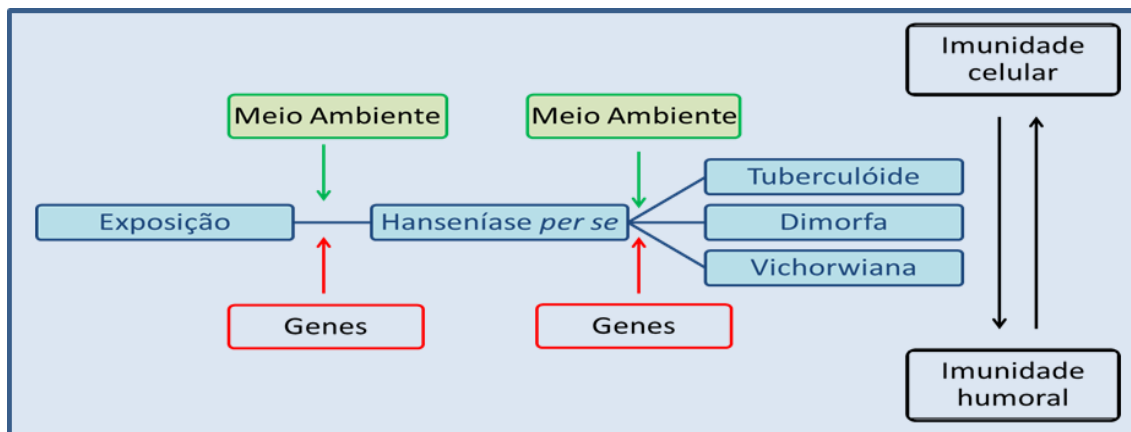 Imunidade
celular
Meio Ambiente
Meio Ambiente
Tuberculóide
Exposição
Hanseníase per se
Dimorfa
Vichorwiana
Genes
Genes
Imunidade
humoral